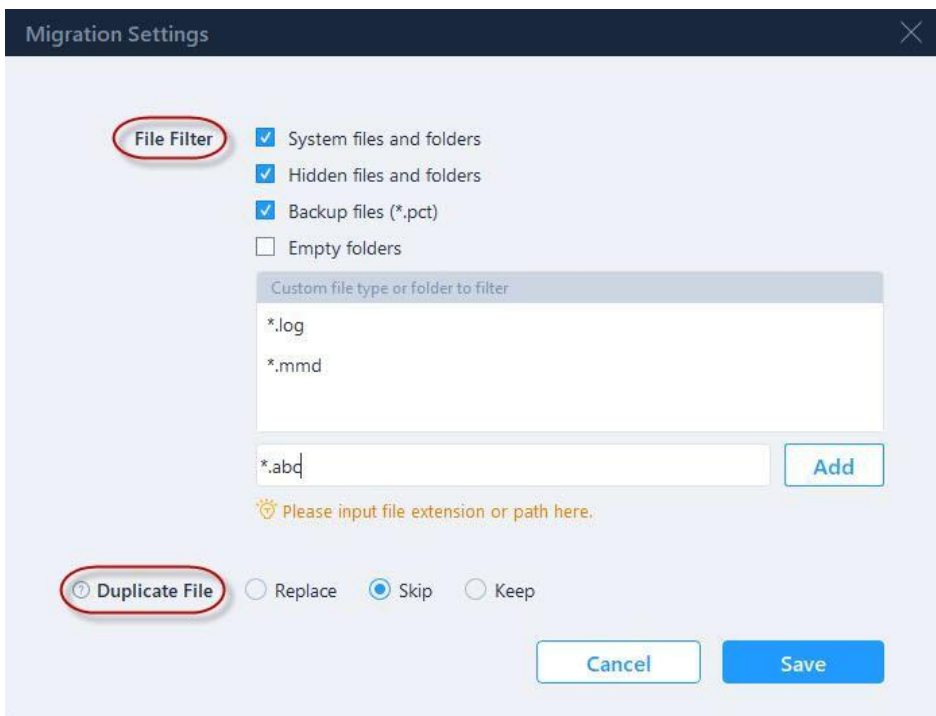 Migration Settings
File Filter
System files and folders
Hidden files and folders
Backup files (*.pct)
Empty folders
Custom file type or folder to filter
*.log
*.mmd
*.abc
Add
Please input file extension or path here.
Duplicate File Replace Skip Keep
Cancel Save